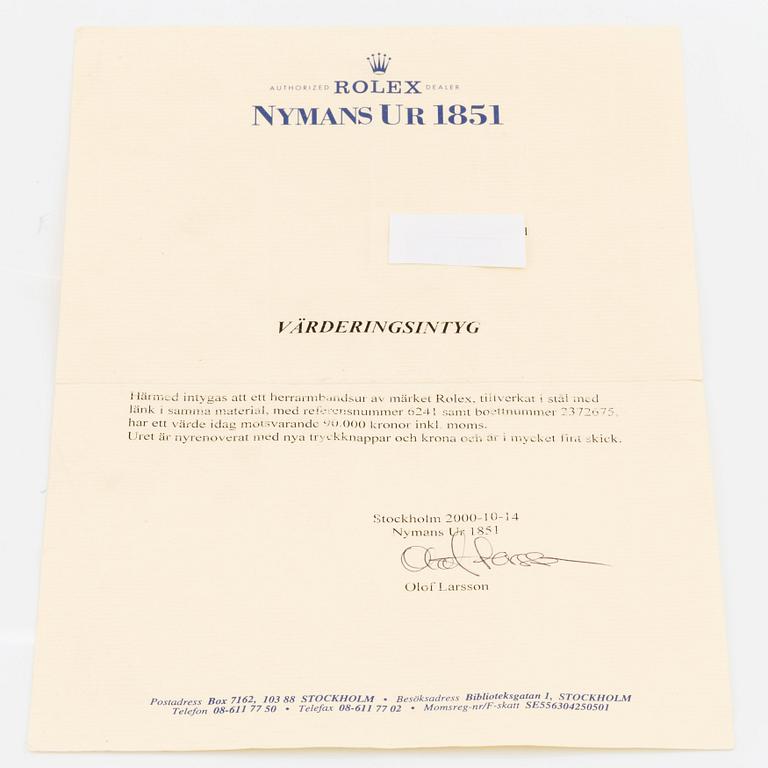 AUTHORIZED ROLEX DEALER
NYMANS UR 1851
VÄRDERINGSINTYG
Härmed intygas att ett herrarmbandsur av märket Rolex, tillverkat i stål med
länk i samma material, med referensnummer 6241 samt boettnummer 2372675,
har ett värde idag motsvarande 90.000 kronor inkl. moms.
Uret är nyrenoverat med nya tryckknappar och krona och är i mycket fint skick.
Stockholm 2000-10-14
Nymans Ur 1851
Olof Larsson
Olof Larsson
Postadress Box 7162, 103 88 STOCKHOLM • Besöksadress Biblioteksgatan 1, STOCKHOLM
Telefon 08-611 77 50 • Telefax 08-611 77 02 • Momsreg-nr/F-skatt SE556304250501